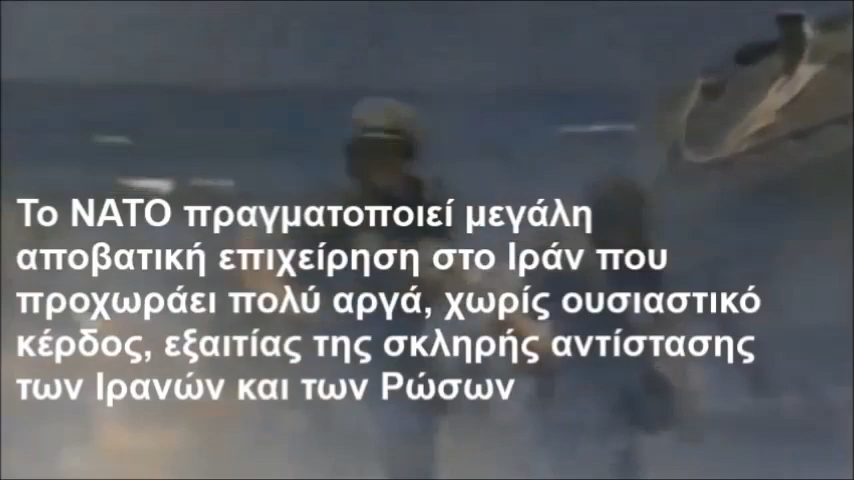 Το ΝΑΤΟ πραγματοποιεί μεγάλη
αποβατική επιχείρηση στο Ιράν που
προχωράει πολύ αργά, χωρίς ουσιαστικό
κέρδος, εξαιτίας της σκληρής αντίστασης
των Ιρανών και των Ρώσων